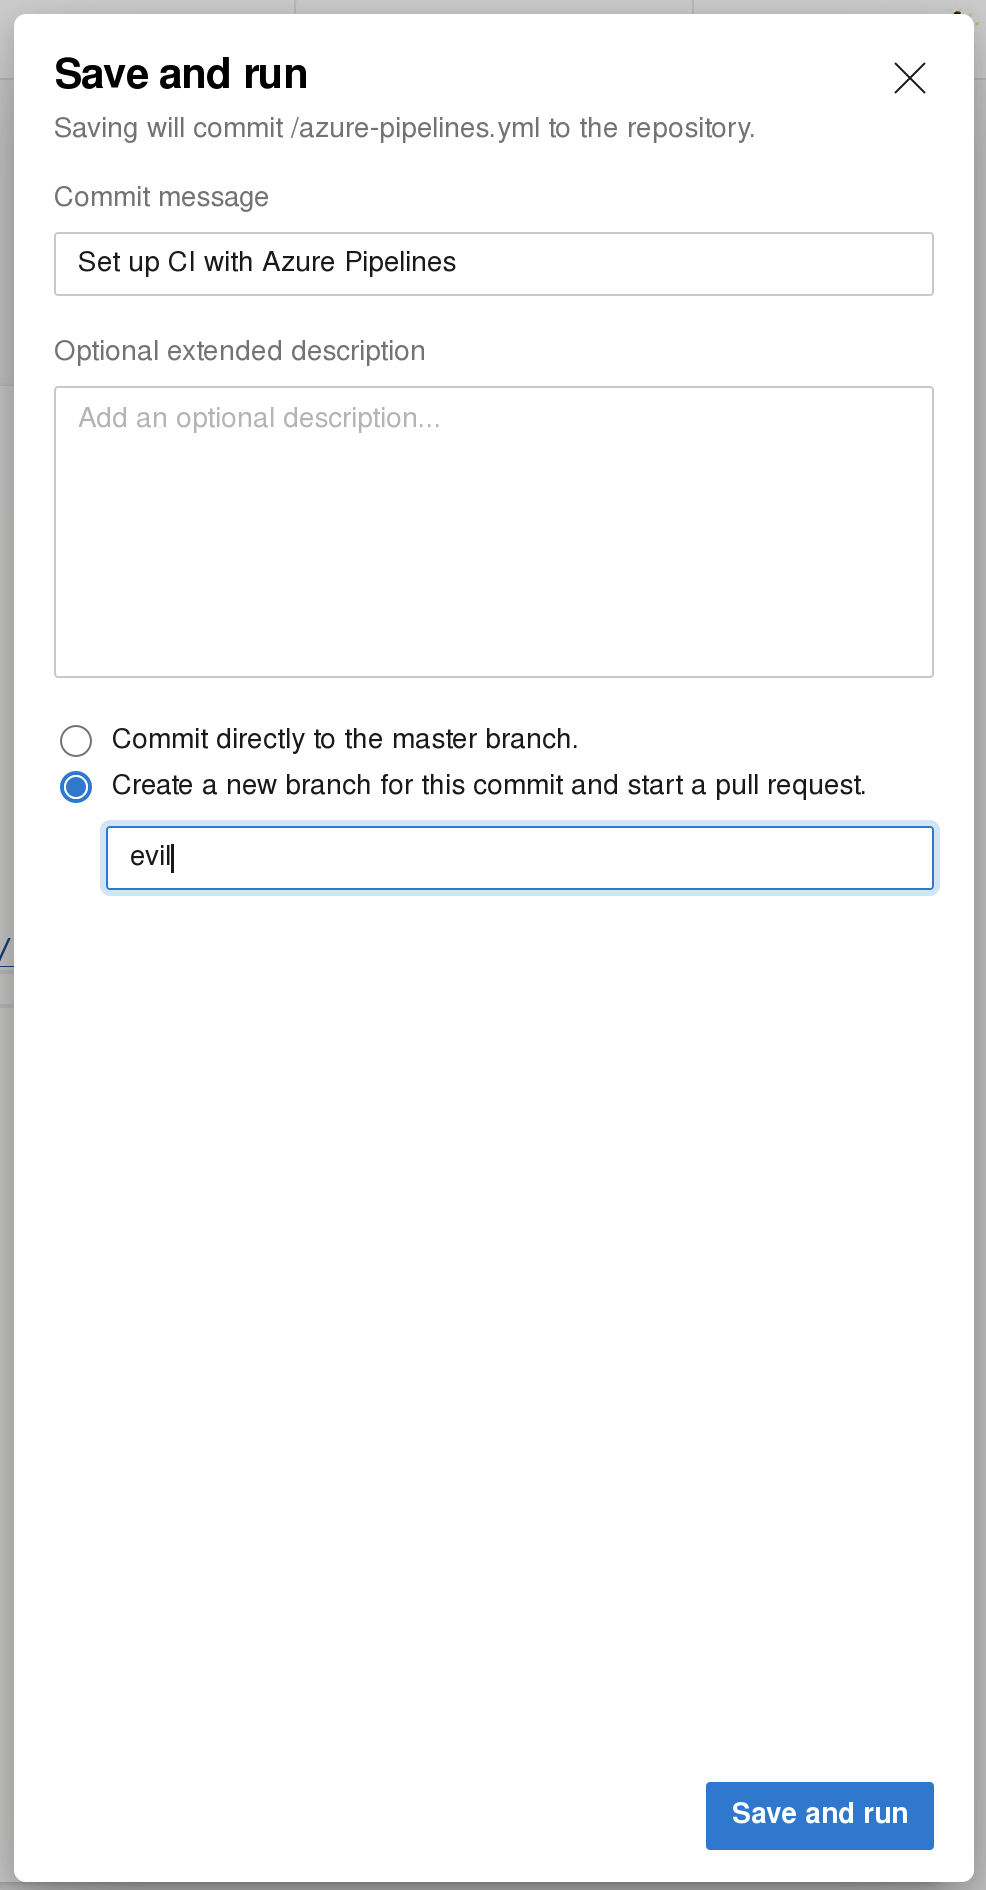 Save and run
Saving will commit /azure-pipelines.yml to the repository.
Commit message
Set up CI with Azure Pipelines
Optional extended description
Add an optional description...
Commit directly to the master branch.
Create a new branch for this commit and start a pull request.
evil
/
Save and run